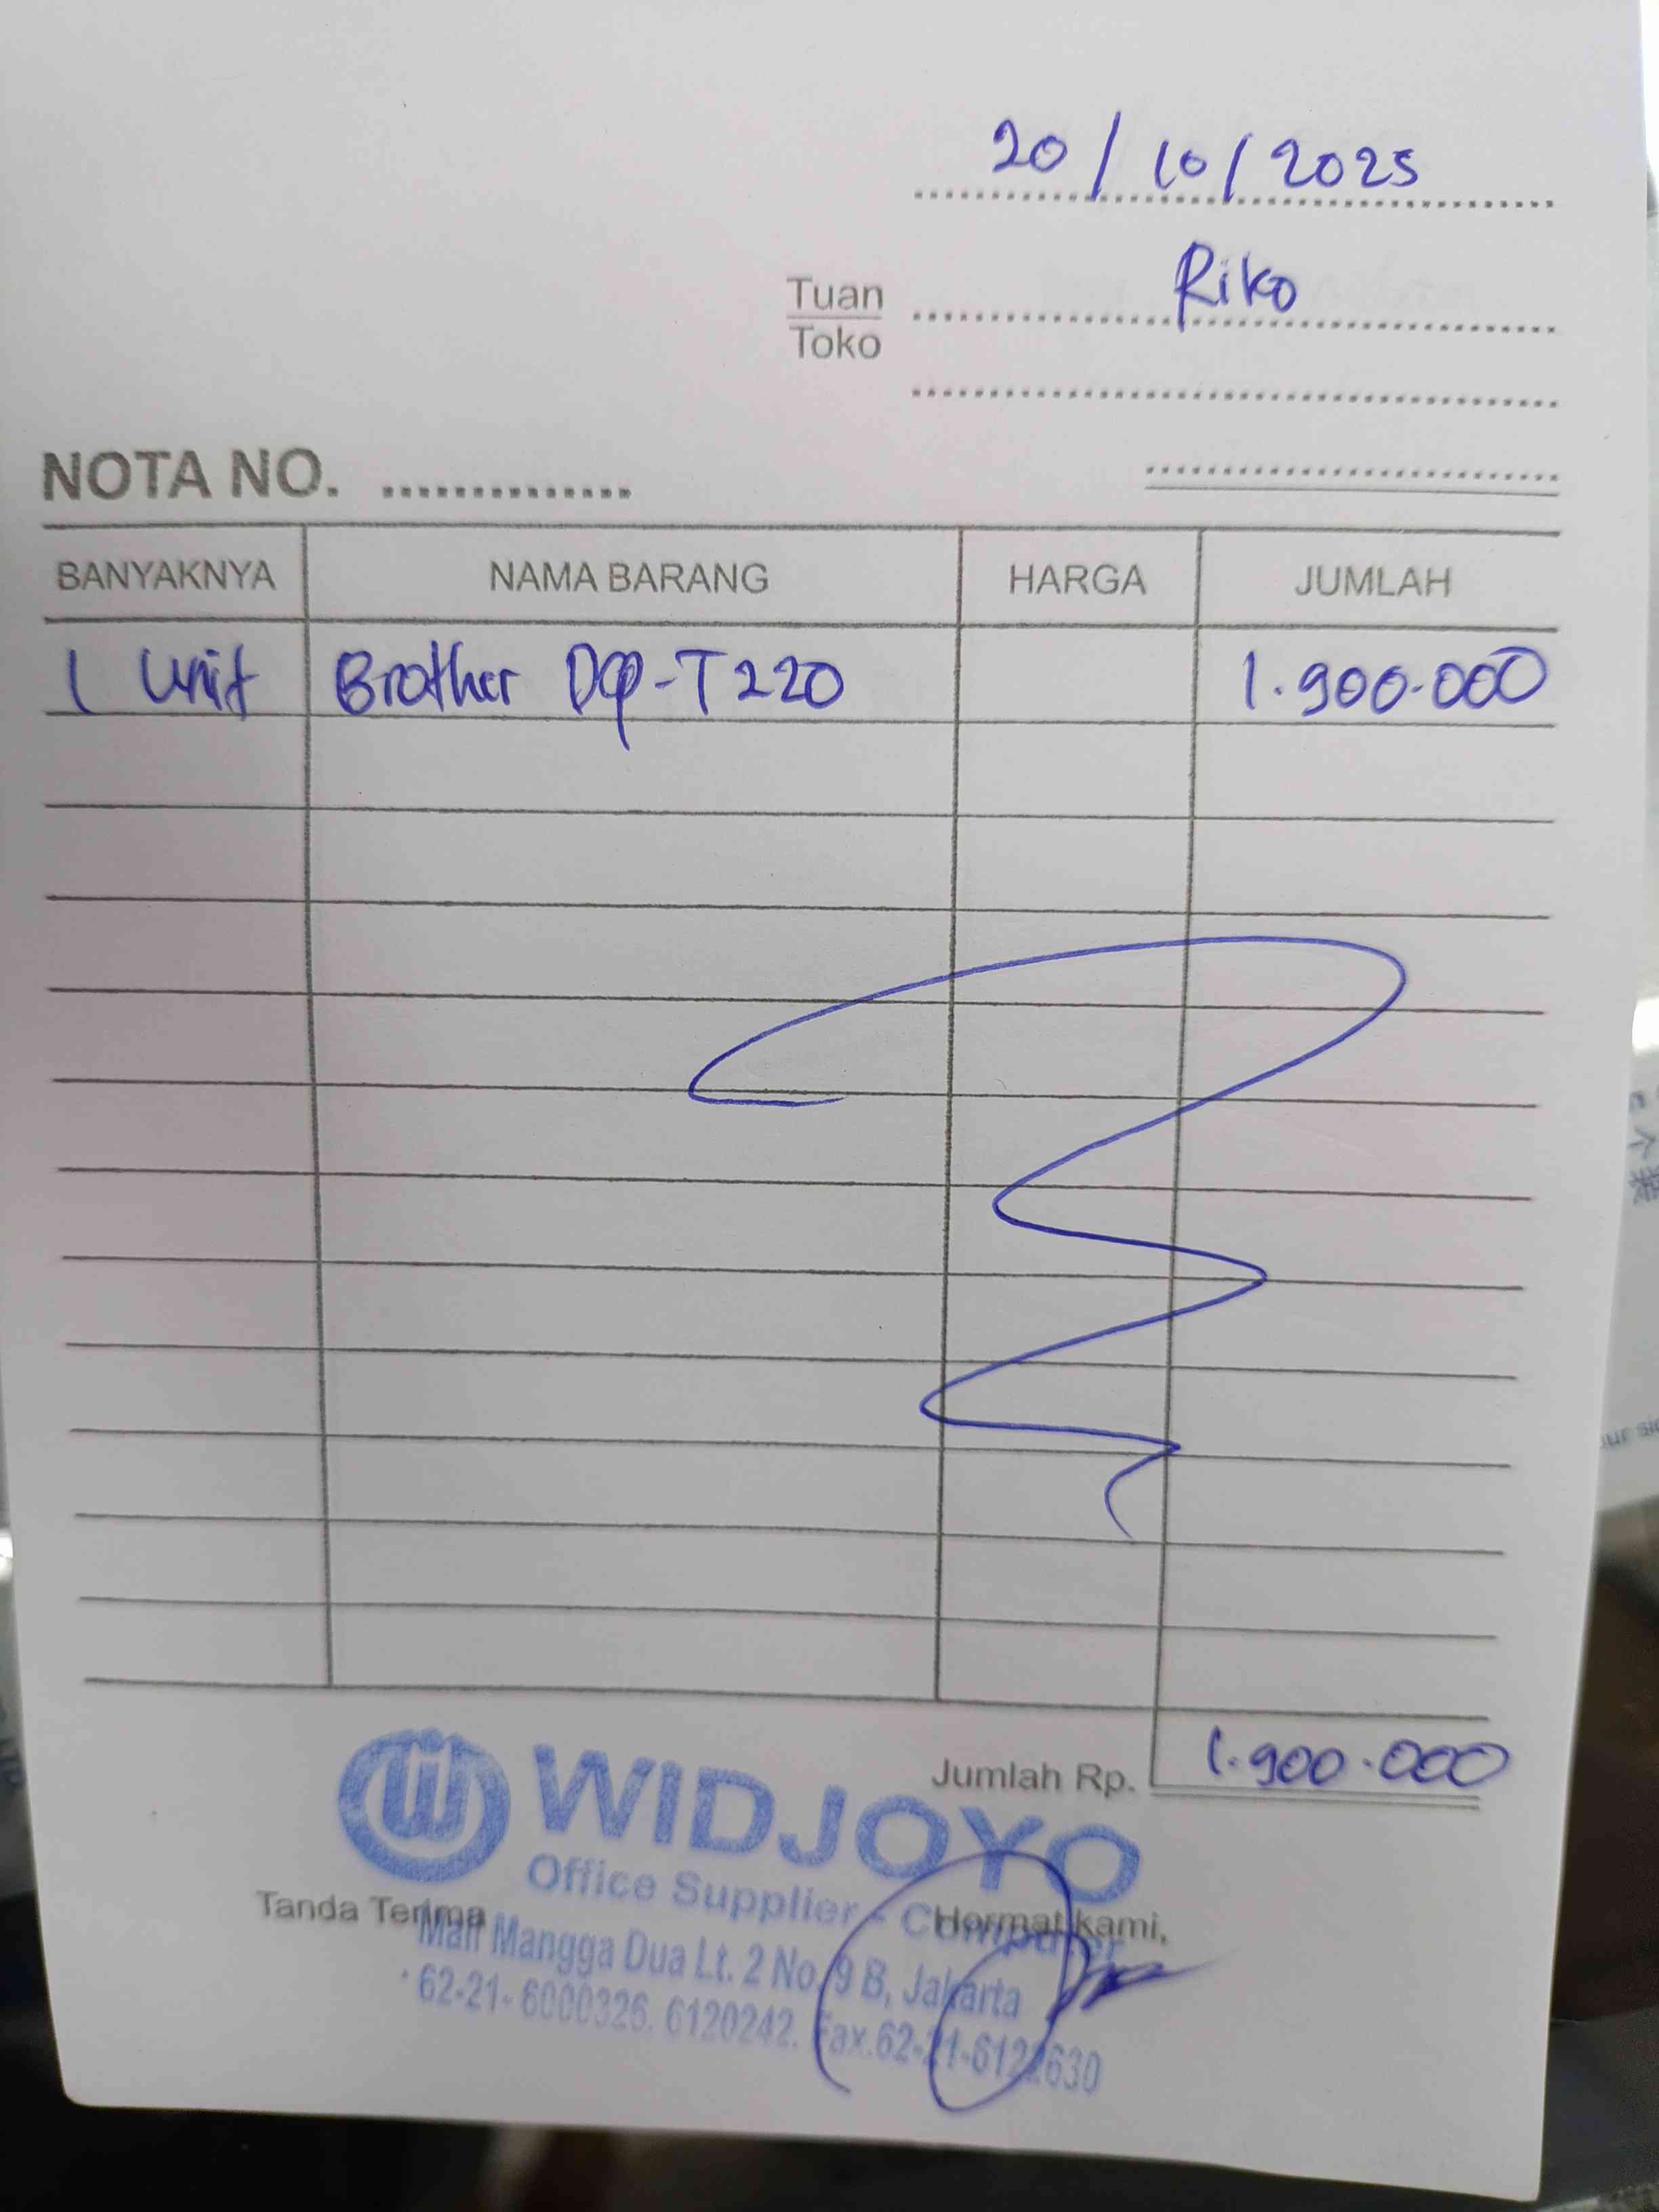 20/10/2025
Tuan Riko
Toko
NOTA NO.
BANYAKNYA NAMA BARANG HARGA JUMLAH
1 Unit Brother Dcp-T220 1.900.000
Jumlah Rp. 1.900.000
WIDJOYO
Office Supplier - Computer
Tanda Terima Hormat kami,
Mall Mangga Dua Lt. 2 No. 9 B, Jakarta
62-21-6000326. 6120242. Fax.62-21-6122630